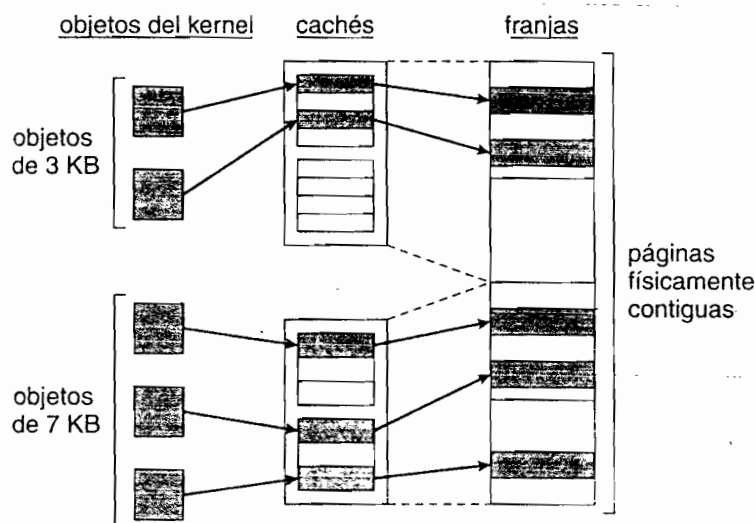 objetos del kernel
cachés
franjas
objetos
de 3 KB
páginas
físicamente
contiguas
objetos
de 7 KB